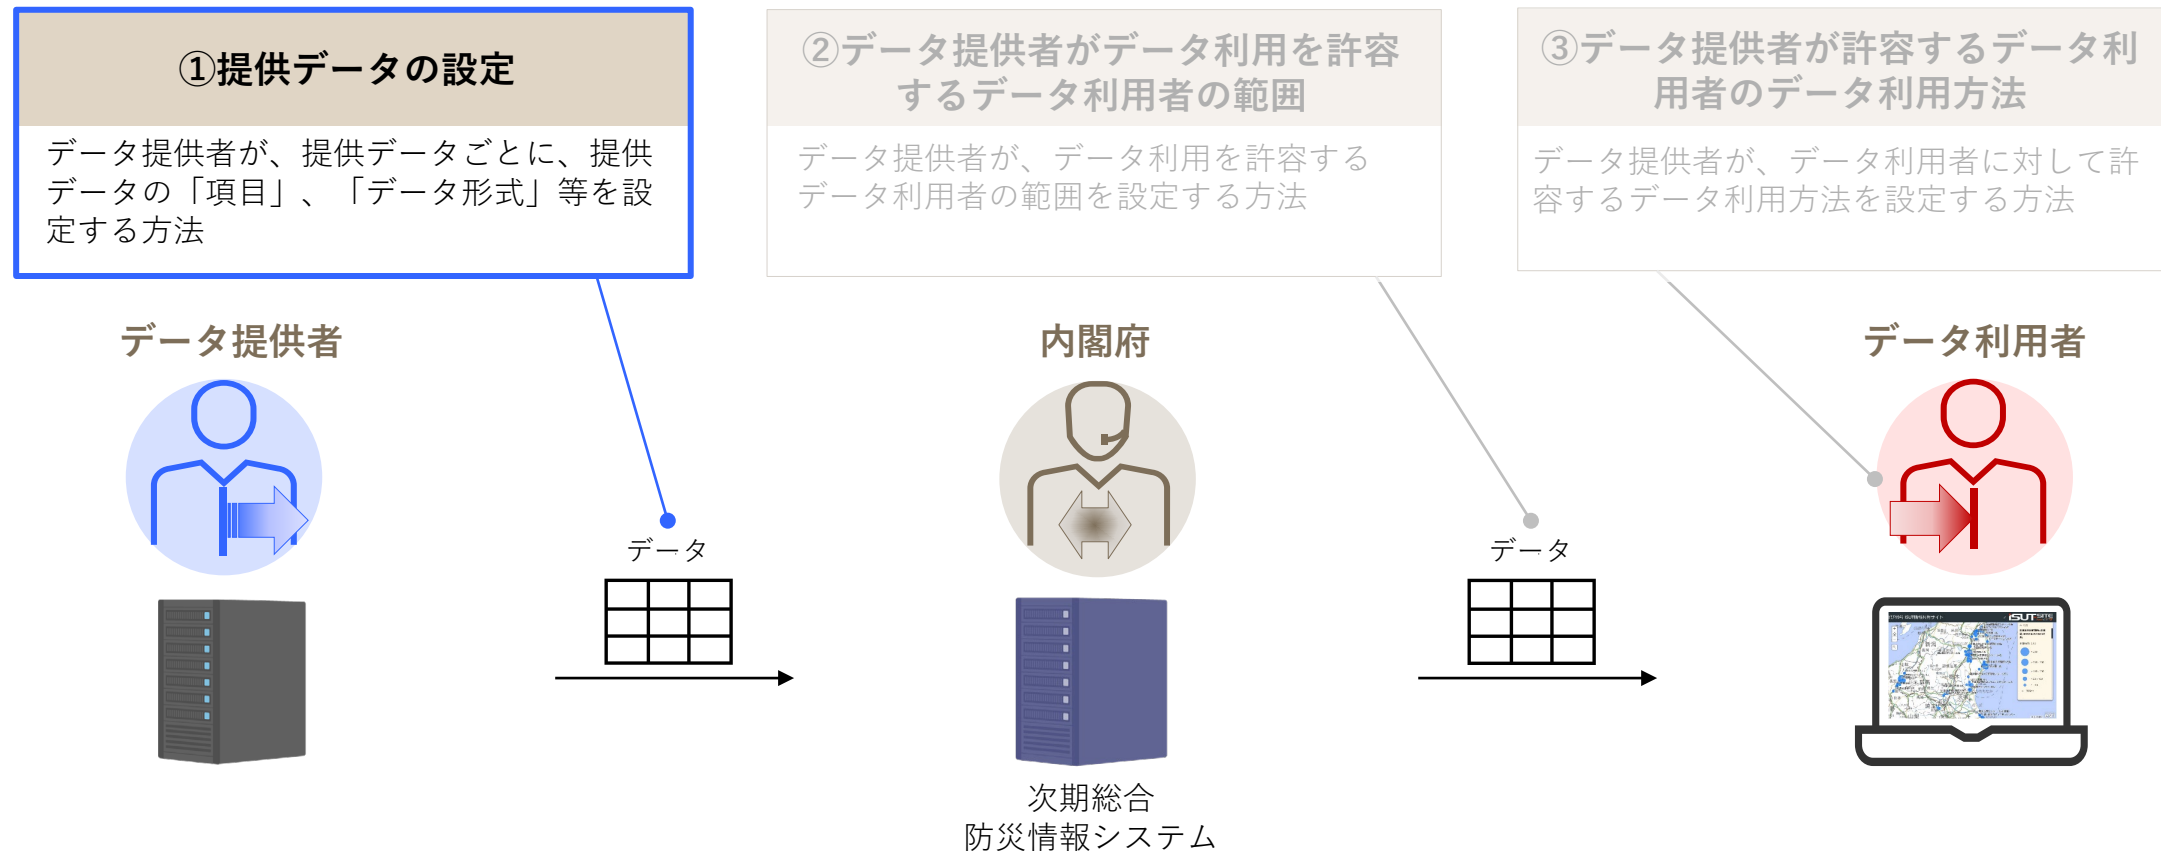 ①提供データの設定
データ提供者が、提供データごとに、提供
データの「項目」、「データ形式」等を設
定する方法
②データ提供者がデータ利用を許容
するデータ利用者の範囲
データ提供者が、データ利用を許容する
データ利用者の範囲を設定する方法
③データ提供者が許容するデータ利
用者のデータ利用方法
データ提供者が、データ利用者に対して許
容するデータ利用方法を設定する方法
データ提供者
内閣府
データ利用者
データ
データ
次期総合
防災情報システム